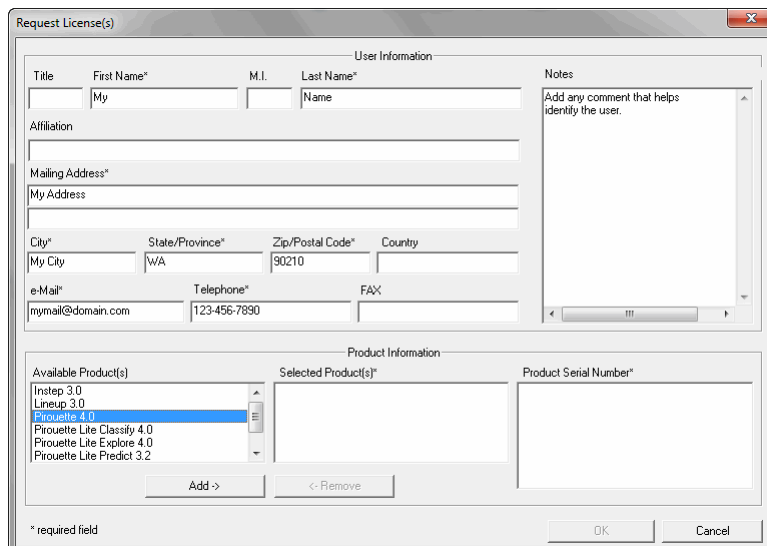 Request License(s)
User Information
Title First Name* M.I. Last Name* Notes
My Name
Add any comment that helps
identify the user.
Affiliation
Mailing Address*
My Address
City* State/Province* Zip/Postal Code* Country
My City WA 90210
e-Mail* Telephone* FAX
mymail@domain.com 123-456-7890
Product Information
Available Product(s) Selected Product(s)* Product Serial Number*
Instep 3.0
Lineup 3.0
Pirouette 4.0
Pirouette Lite Classify 4.0
Pirouette Lite Explore 4.0
Pirouette Lite Predict 3.2
Add -> <- Remove
* required field OK Cancel